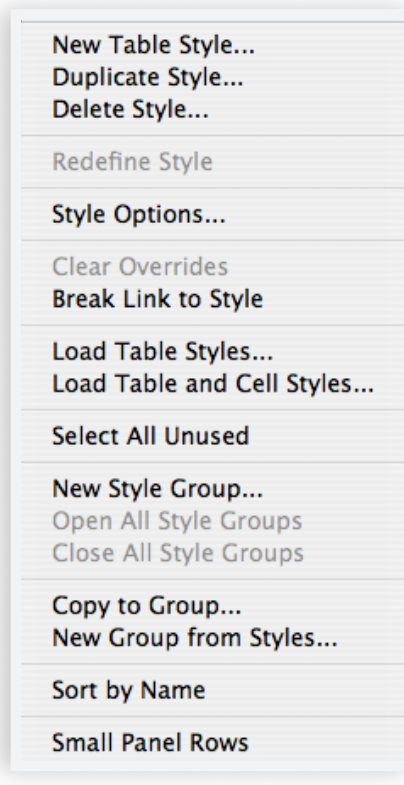 New Table Style...
Duplicate Style...
Delete Style...
Redefine Style
Style Options...
Clear Overrides
Break Link to Style
Load Table Styles...
Load Table and Cell Styles...
Select All Unused
New Style Group...
Open All Style Groups
Close All Style Groups
Copy to Group...
New Group from Styles...
Sort by Name
Small Panel Rows